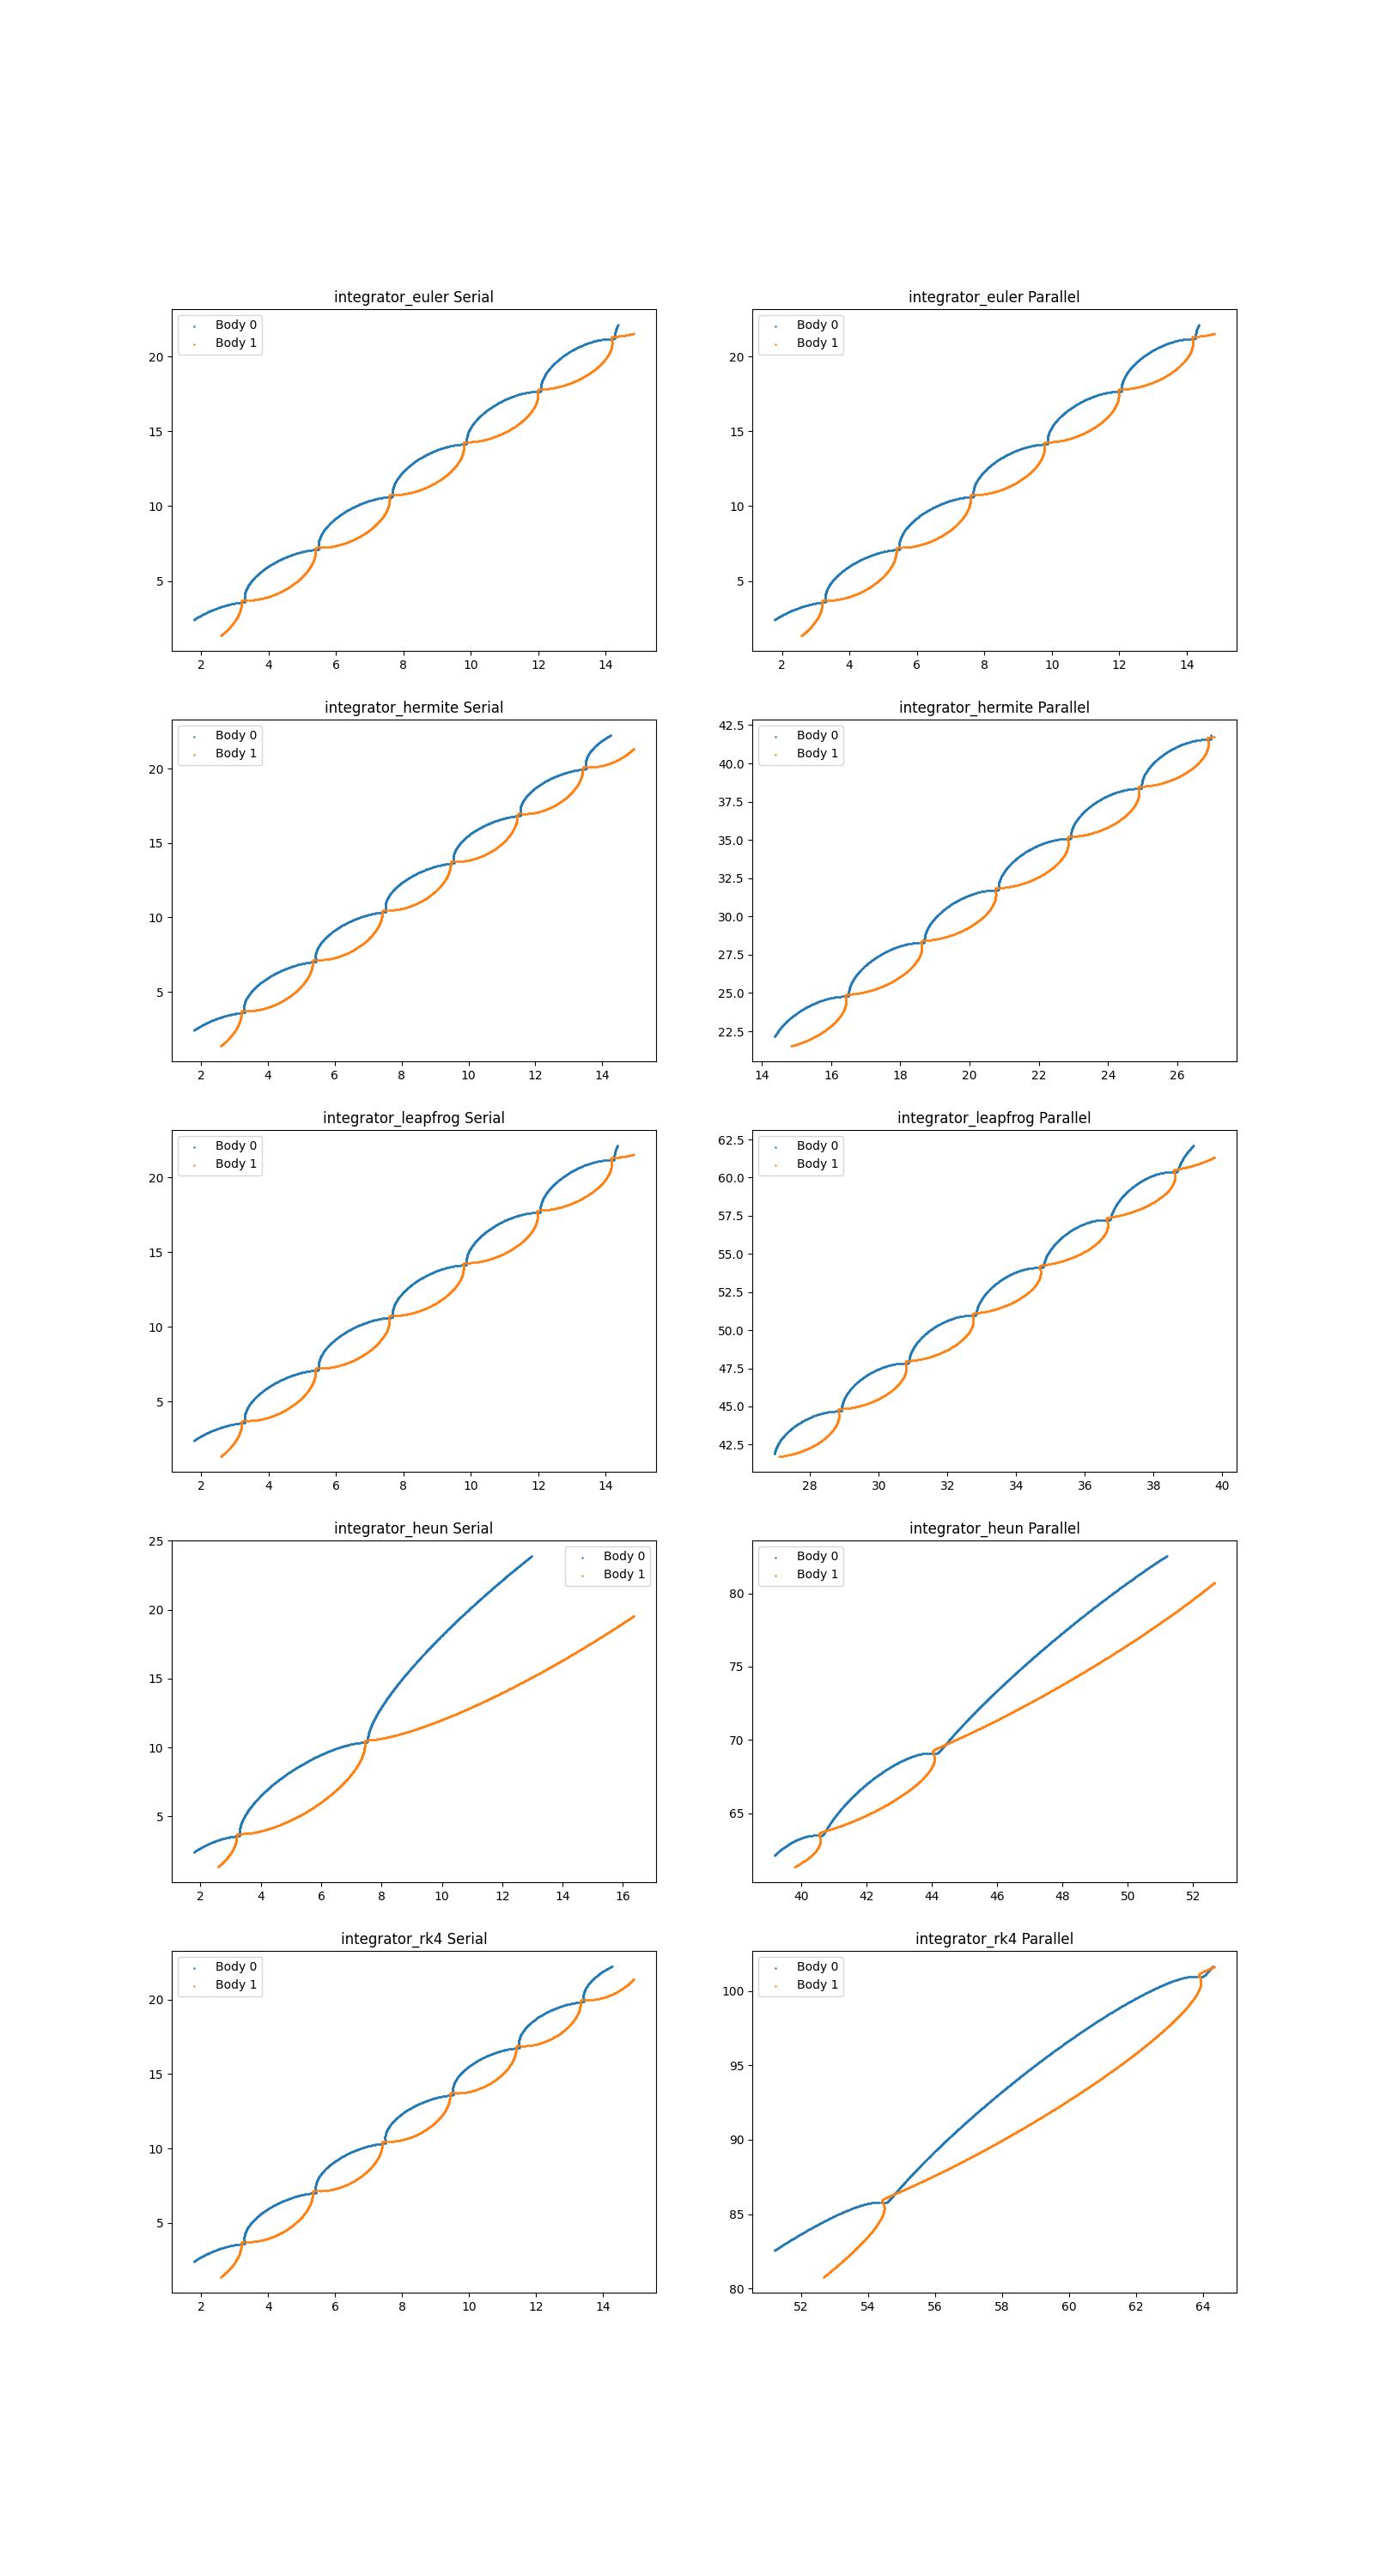 integrator_euler Serial
Body 0
Body 1
20
15
10
5
2 4 6 8 10 12 14
integrator_euler Parallel
Body 0
Body 1
20
15
10
5
2 4 6 8 10 12 14
integrator_hermite Serial
Body 0
Body 1
20
15
10
5
2 4 6 8 10 12 14
integrator_hermite Parallel
Body 0
Body 1
42.5
40.0
37.5
35.0
32.5
30.0
27.5
25.0
22.5
14 16 18 20 22 24 26
integrator_leapfrog Serial
Body 0
Body 1
20
15
10
5
2 4 6 8 10 12 14
integrator_leapfrog Parallel
Body 0
Body 1
62.5
60.0
57.5
55.0
52.5
50.0
47.5
45.0
42.5
28 30 32 34 36 38 40
integrator_heun Serial
Body 0
Body 1
25
20
15
10
5
2 4 6 8 10 12 14 16
integrator_heun Parallel
Body 0
Body 1
80
75
70
65
40 42 44 46 48 50 52
integrator_rk4 Serial
Body 0
Body 1
20
15
10
5
2 4 6 8 10 12 14
integrator_rk4 Parallel
Body 0
Body 1
100
95
90
85
80
52 54 56 58 60 62 64